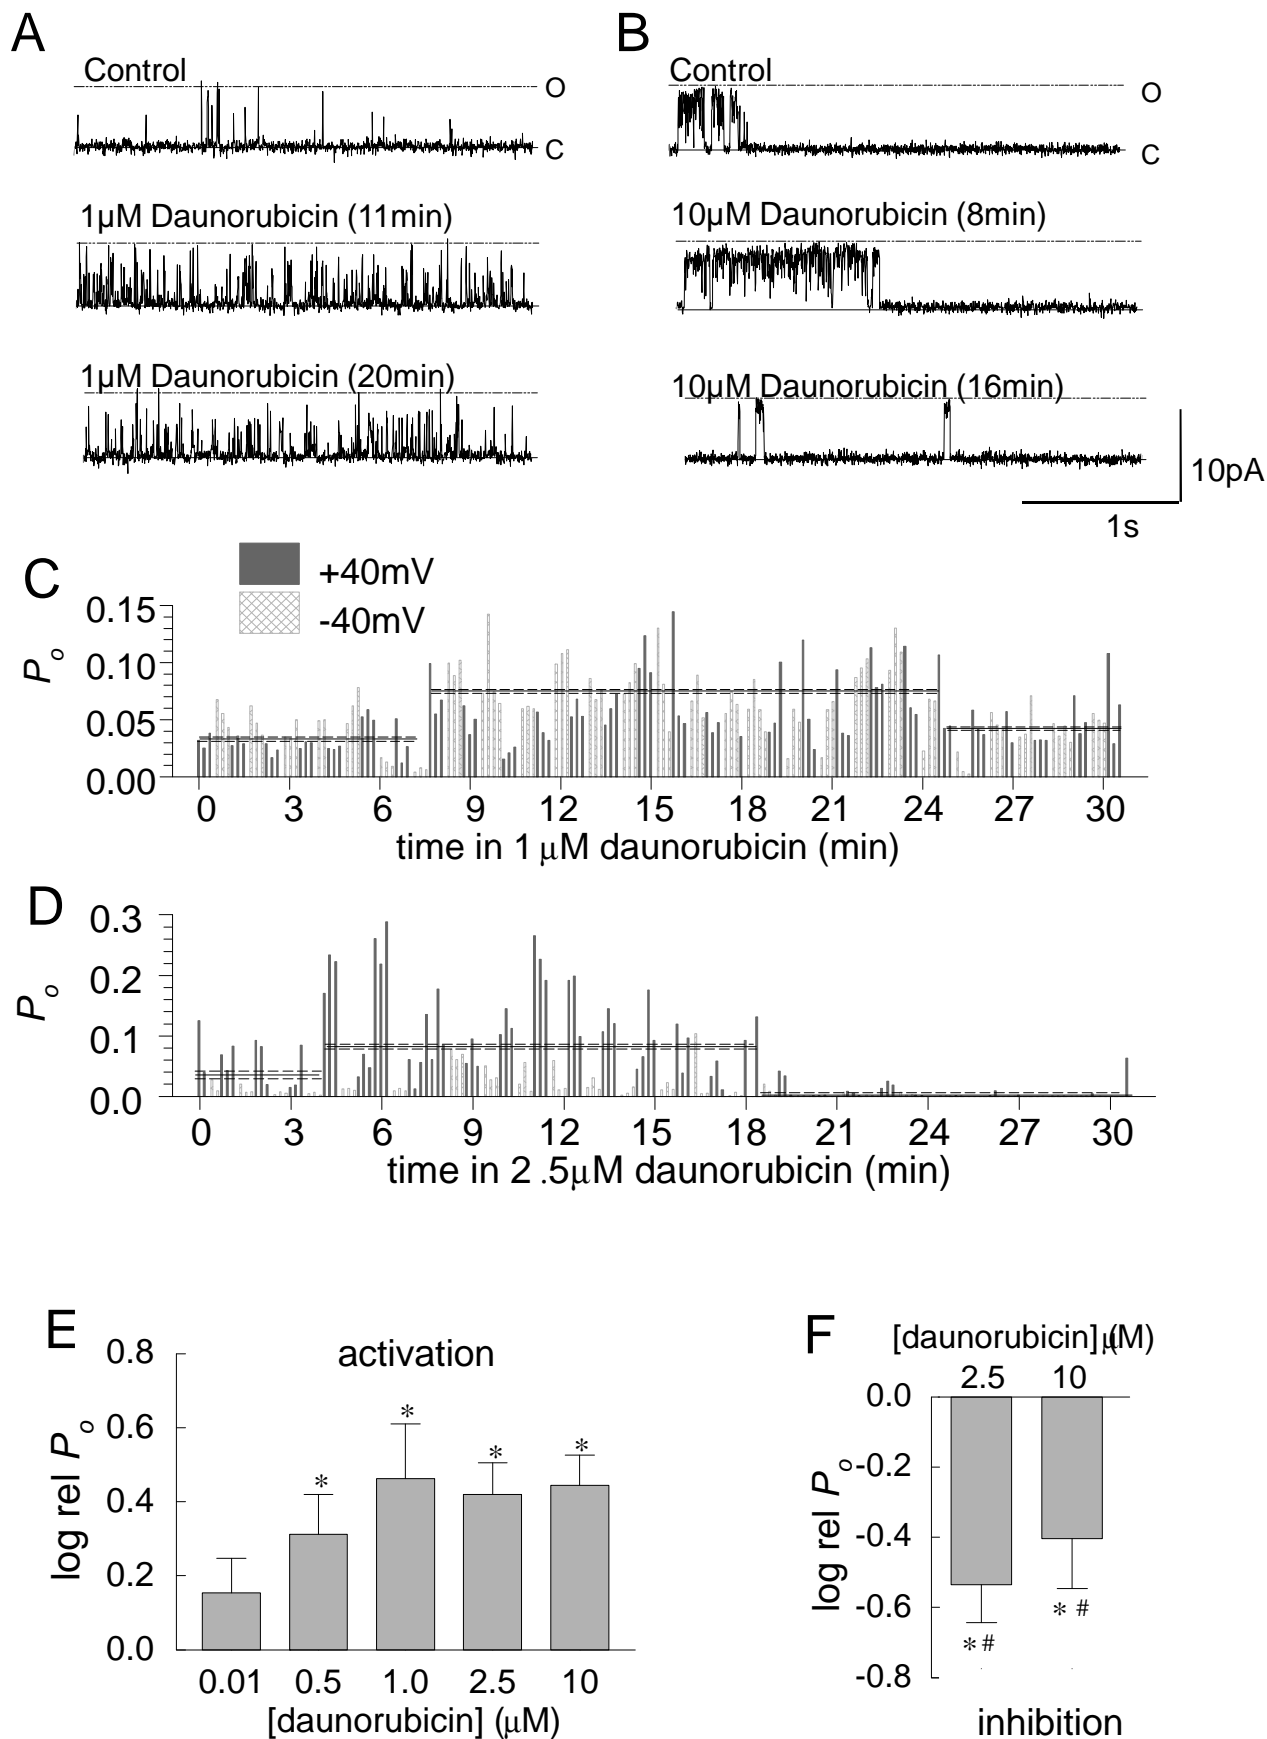 A
B
Control
Control
O
C
O
C
1µM Daunorubicin (11min)
10µM Daunorubicin (8min)
1µM Daunorubicin (20min)
10µM Daunorubicin (16min)
10pA
1s
C
+40mV
-40mV
Po
0.15
0.10
0.05
0.00
0 3 6 9 12 15 18 21 24 27 30
time in 1 µM daunorubicin (min)
D
Po
0.3
0.2
0.1
0.0
0 3 6 9 12 15 18 21 24 27 30
time in 2 .5µM daunorubicin (min)
E
activation
log rel Po
0.8
0.6
0.4
0.2
0.0
* * * *
0.01 0.5 1.0 2.5 10
[daunorubicin] (µM)
F
[daunorubicin] (µM)
2.5 10
log rel Po
0.0
-0.2
-0.4
-0.6
-0.8
* #
* #
inhibition